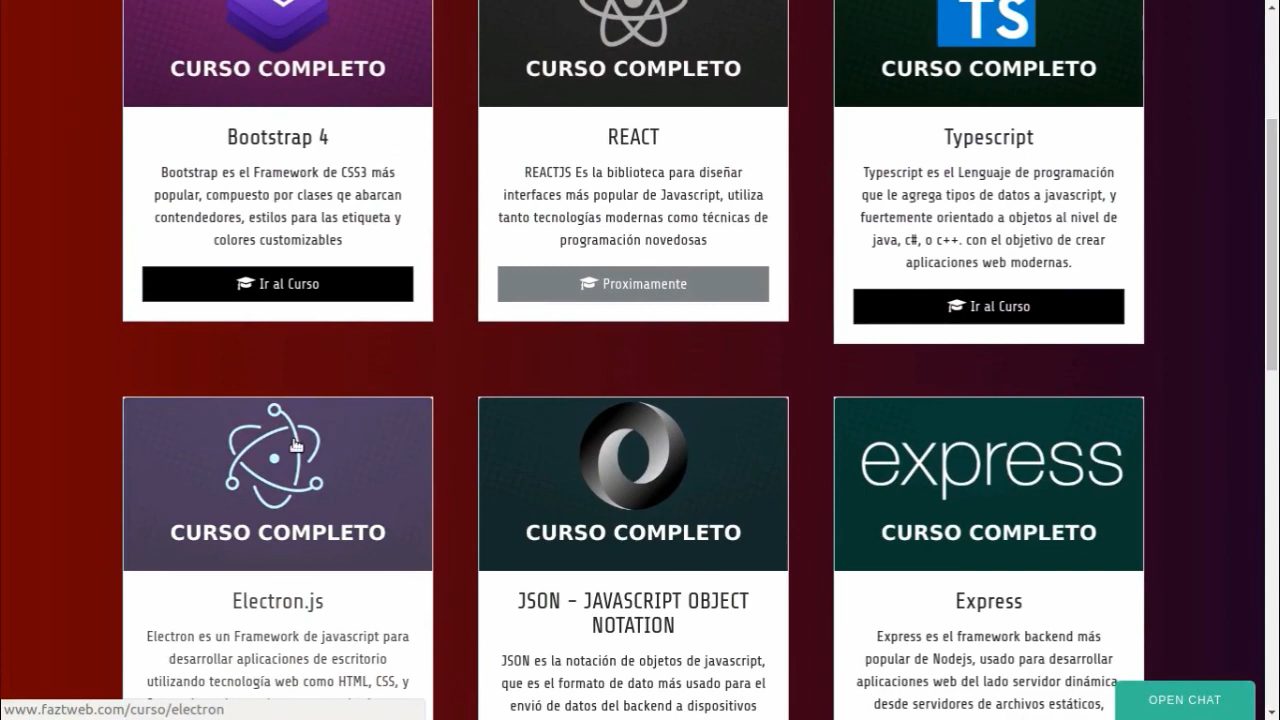 TS
CURSO COMPLETO
CURSO COMPLETO
CURSO COMPLETO
Bootstrap 4
Bootstrap es el Framework de CSS3 más
popular, compuesto por clases qe abarcan
contendedores, estilos para las etiqueta y
colores customizables
Ir al Curso
REACT
REACTJS Es la biblioteca para diseñar
interfaces más popular de Javascript, utiliza
tanto tecnologías modernas como técnicas de
programación novedosas
Proximamente
Typescript
Typescript es el Lenguaje de programación
que le agrega tipos de datos a javascript, y
fuertemente orientado a objetos al nivel de
java, c#, o c++. con el objetivo de crear
aplicaciones web modernas.
Ir al Curso
CURSO COMPLETO
Electron.js
Electron es un Framework de javascript para
desarrollar aplicaciones de escritorio
utilizando tecnología web como HTML, CSS, y
CURSO COMPLETO
JSON - JAVASCRIPT OBJECT
NOTATION
JSON es la notación de objetos de javascript,
que es el formato de dato más usado para el
envió de datos del backend a dispositivos
express
CURSO COMPLETO
Express
Express es el framework backend más
popular de Nodejs, usado para desarrollar
aplicaciones web del lado servidor dinámica
desde servidores de archivos estáticos,
OPEN CHAT
www.faztweb.com/curso/electron